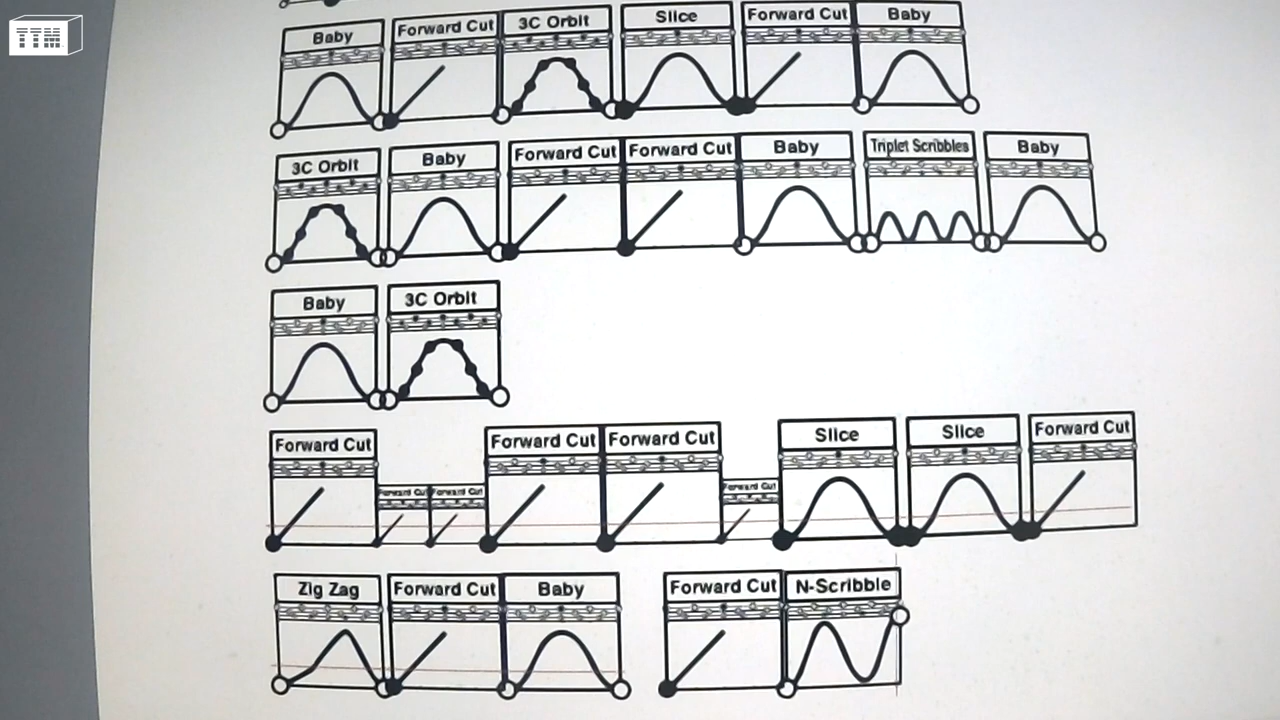 TTM
Baby Forward Cut 3C Orbit Slice Forward Cut Baby
3C Orbit Baby Forward Cut Forward Cut Baby Triplet Scribbles Baby
Baby 3C Orbit
Forward Cut Forward Cut Forward Cut Forward Cut Forward Cut Forward Cut Slice Slice Forward Cut
Zig Zag Forward Cut Baby Forward Cut N-Scribble